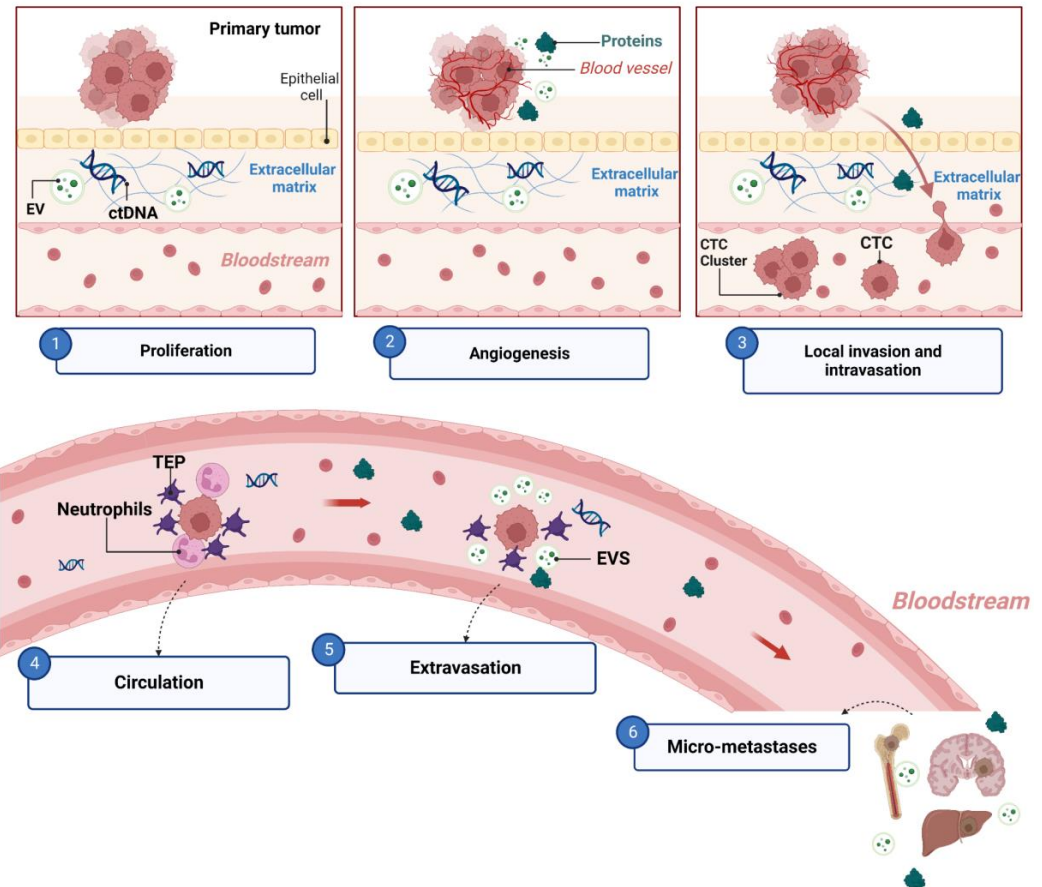 Primary tumor
Epithelial
cell
Extracellular
matrix
EV
ctDNA
Bloodstream
1
Proliferation
Proteins
Blood vessel
Extracellular
matrix
2
Angiogenesis
Extracellular
matrix
CTC
Cluster
CTC
3
Local invasion and
intravasation
TEP
Neutrophils
EVS
Bloodstream
4
Circulation
5
Extravasation
6
Micro-metastases